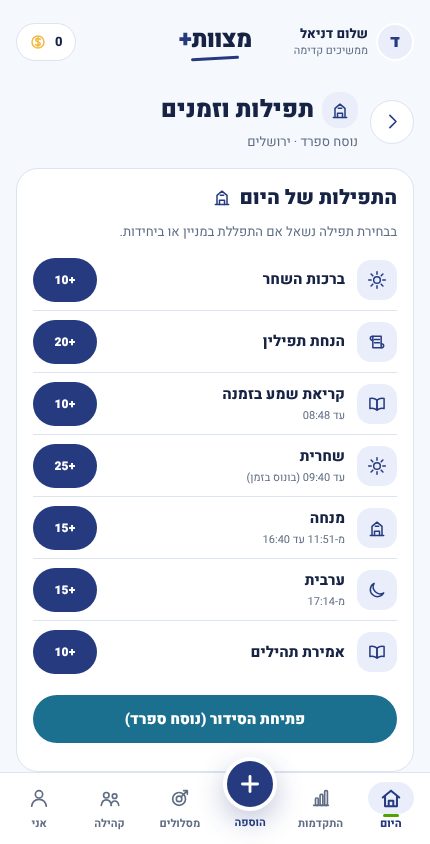 ד
שלום דניאל
ממשיכים קדימה
מצוות+
0
תפילות וזמנים
נוסח ספרד · ירושלים
התפילות של היום
בבחירת תפילה נשאל אם התפללת במניין או ביחידות.
ברכות השחר
+10
הנחת תפילין
+20
קריאת שמע בזמנה
עד 08:48
+10
שחרית
עד 09:40 (בונוס בזמן)
+25
מנחה
מ-11:51 עד 16:40
+15
ערבית
מ-17:14
+15
אמירת תהילים
+10
פתיחת הסידור (נוסח ספרד)
היום
התקדמות
הוספה
מסלולים
קהילה
אני